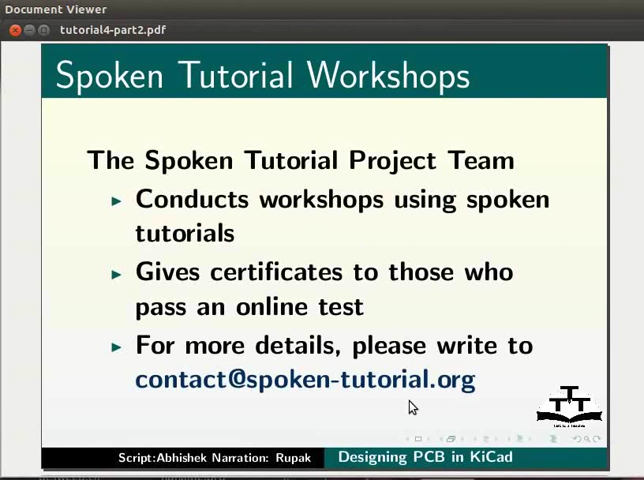 Document Viewer
tutorial4-part2.pdf
Spoken Tutorial Workshops
The Spoken Tutorial Project Team
Conducts workshops using spoken
tutorials
Gives certificates to those who
pass an online test
For more details, please write to
contact@spoken-tutorial.org
Script:Abhishek Narration: Rupak
Designing PCB in KiCad